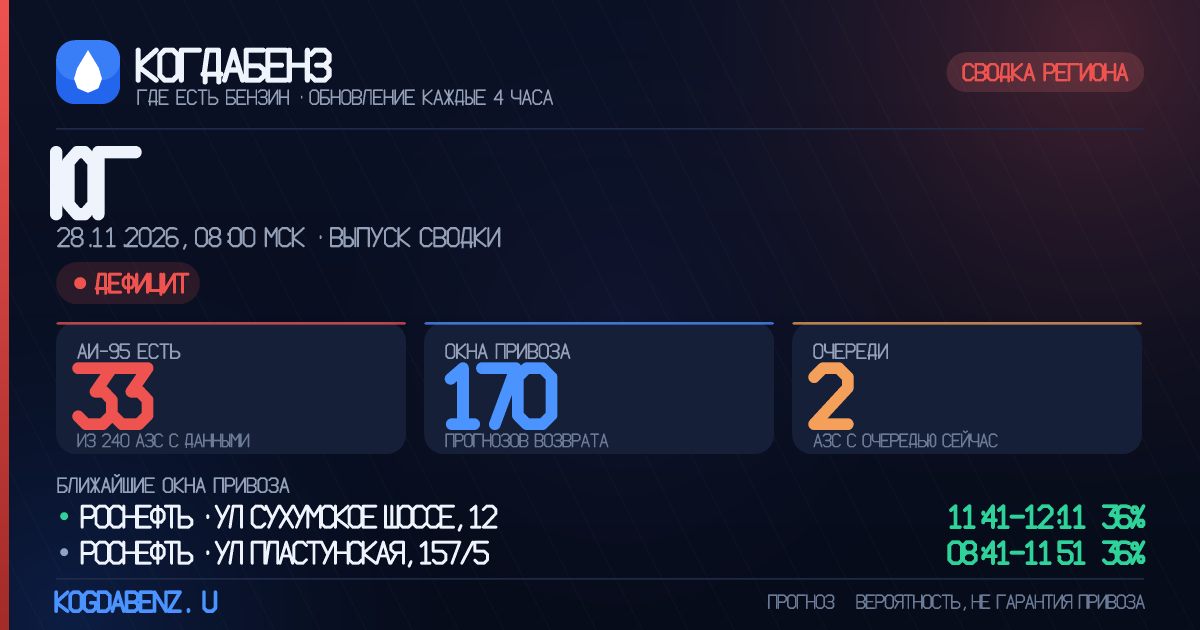 КОГДАБЕНЗ
ГДЕ ЕСТЬ БЕНЗИН · ОБНОВЛЕНИЕ КАЖДЫЕ 4 ЧАСА
СВОДКА РЕГИОНА
ЮГ
28.11.2026, 08:00 МСК · ВЫПУСК СВОДКИ
• ДЕФИЦИТ
АИ-95 ЕСТЬ
33
ИЗ 240 АЗС С ДАННЫМИ
ОКНА ПРИВОЗА
170
ПРОГНОЗОВ ВОЗВРАТА
ОЧЕРЕДИ
2
АЗС С ОЧЕРЕДЬЮ СЕЙЧАС
БЛИЖАЙШИЕ ОКНА ПРИВОЗА
• РОСНЕФТЬ · УЛ СУХУМСКОЕ ШОССЕ, 12 11:41–12:11 36%
• РОСНЕФТЬ · УЛ ПЛАСТУНСКАЯ, 157/5 08:41–11:51 36%
KOGDABENZ. U
ПРОГНОЗ ВЕРОЯТНОСТЬ, НЕ ГАРАНТИЯ ПРИВОЗА